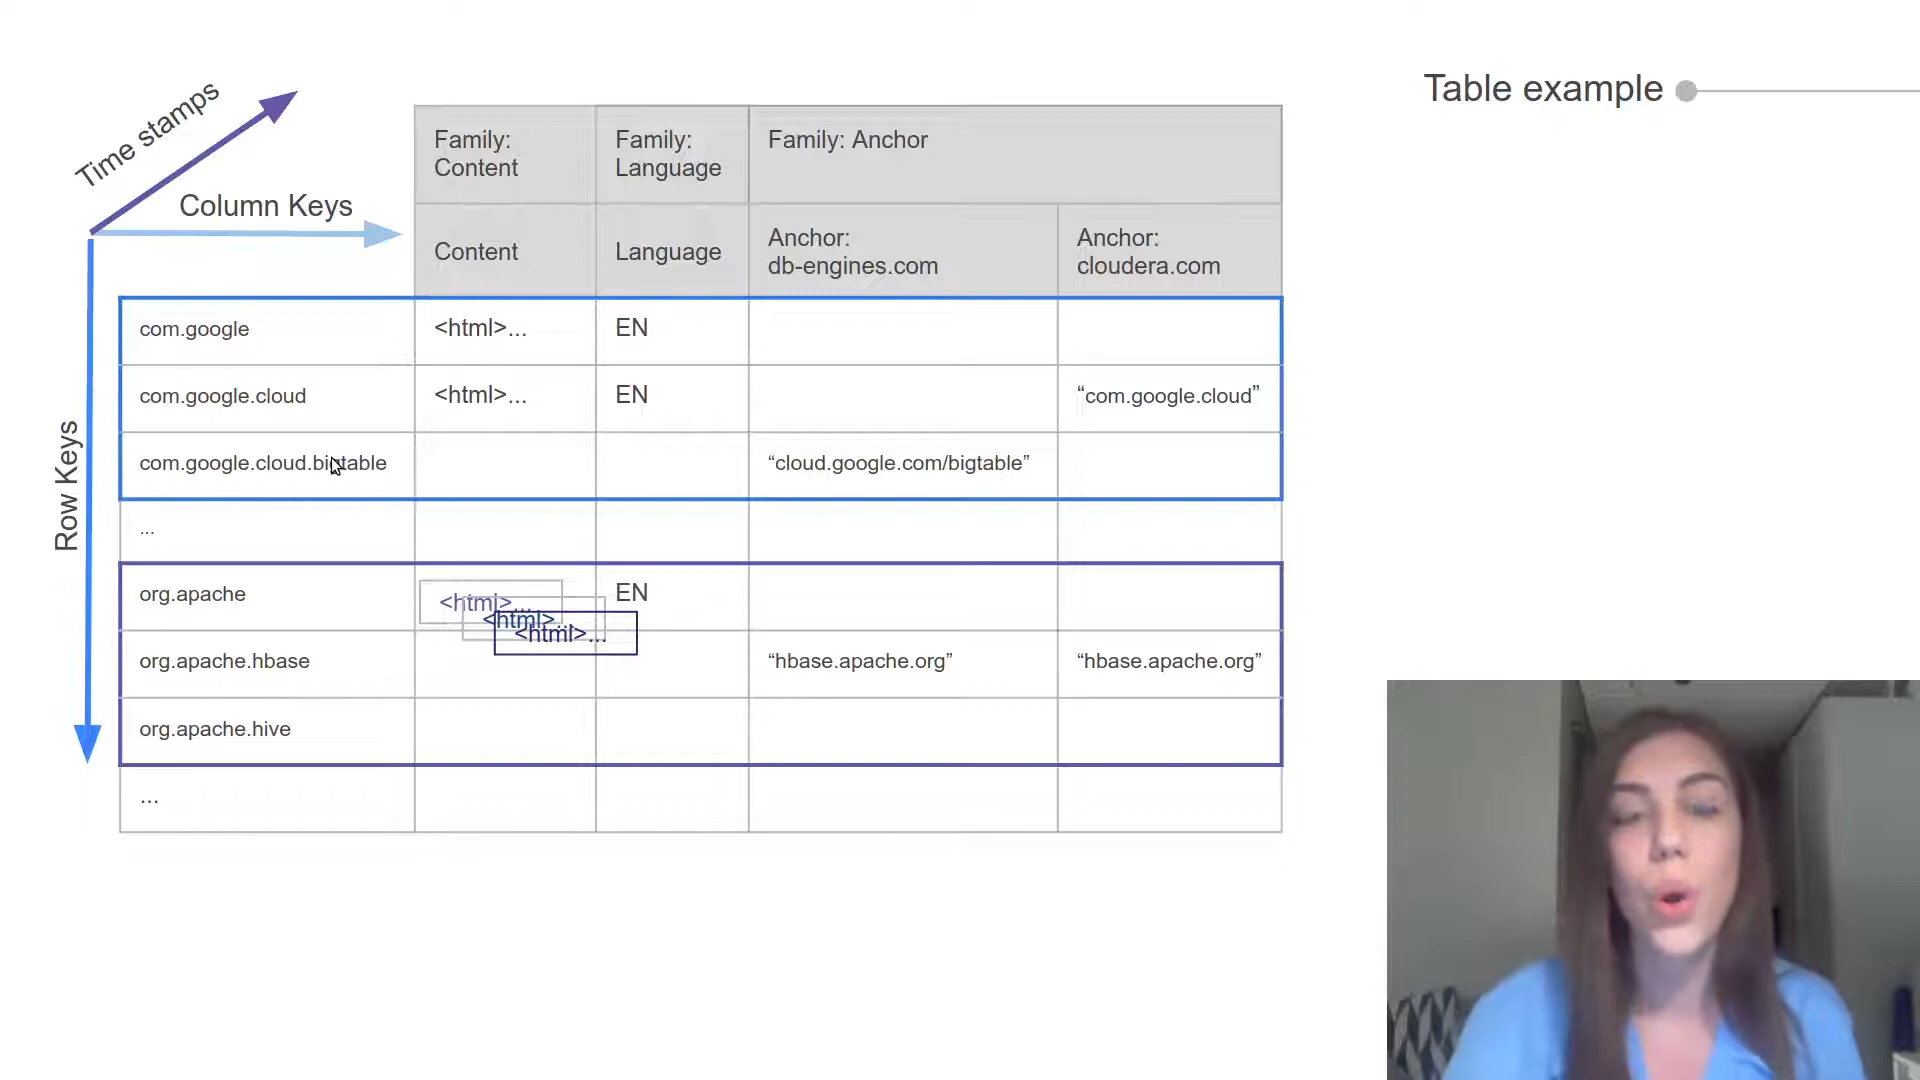 Table example
Time stamps
Column Keys
Row Keys
Family:
Content
Family:
Language
Family: Anchor
Content
Language
Anchor:
db-engines.com
Anchor:
cloudera.com
com.google
<html>...
EN
com.google.cloud
<html>...
EN
“com.google.cloud”
com.google.cloud.bigtable
“cloud.google.com/bigtable”
...
org.apache
<html>...
<html>...
<html>...
EN
org.apache.hbase
“hbase.apache.org”
“hbase.apache.org”
org.apache.hive
...